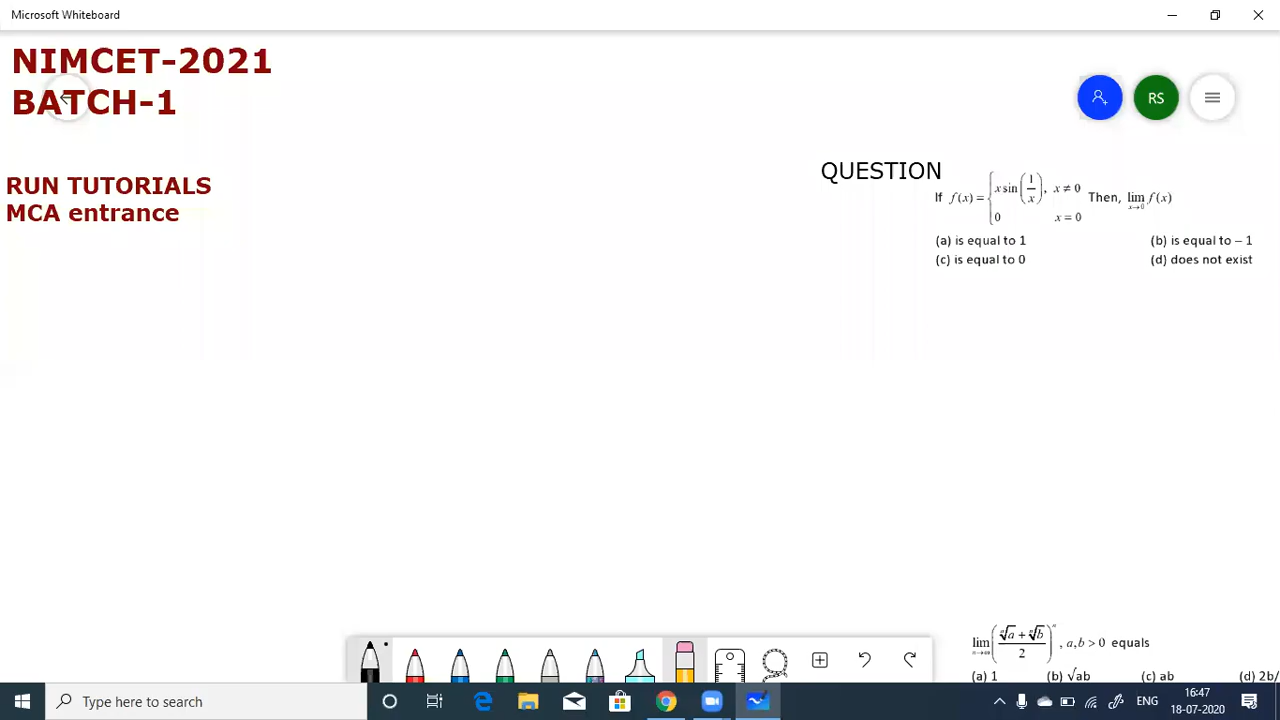 Microsoft Whiteboard
NIMCET-2021
BATCH-1
RS
RUN TUTORIALS
MCA entrance
QUESTION
If f(x) = { x sin(1/x), x ≠ 0
0 x = 0 Then, lim x→0 f(x)
(a) is equal to 1 (b) is equal to – 1
(c) is equal to 0 (d) does not exist
lim n→∞ ((ⁿ√a + ⁿ√b)/2)ⁿ, a,b > 0 equals
(a) 1 (b) √ab (c) ab (d) 2b/
Type here to search
ENG
16:47
18-07-2020